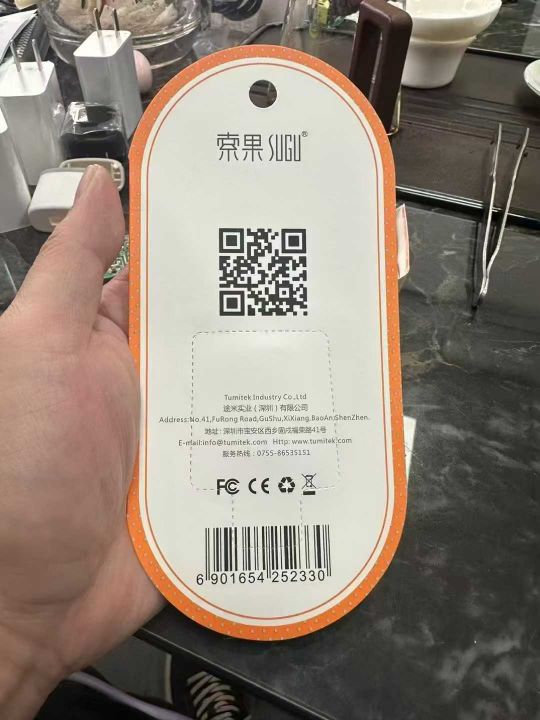 索果 SUGU®
Tumitek Industry Co.,Ltd
途米实业（深圳）有限公司
Address:No.41,FuRong Road,GuShu,XiXiang.BaoAn.ShenZhen.
地址: 深圳市宝安区西乡固戍福果路41号
E-mail:info@tumitek.com Http: www.tumitek.com
服务热线：0755-86535151
FC CE
6 901654 252330